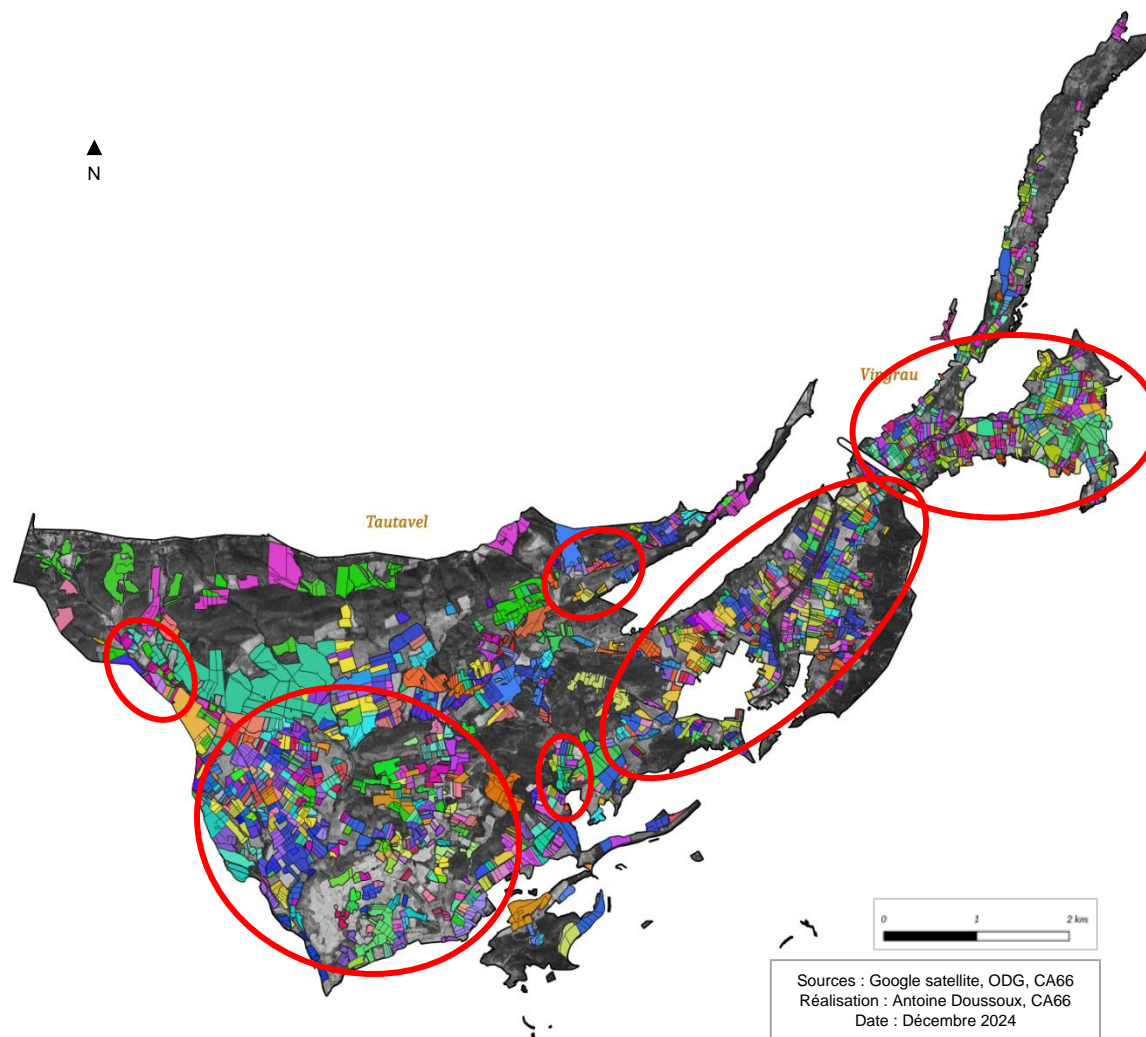 N
Vingrau
Tautavel
0 1 2 km
Sources : Google satellite, ODG, CA66
Réalisation : Antoine Doussoux, CA66
Date : Décembre 2024